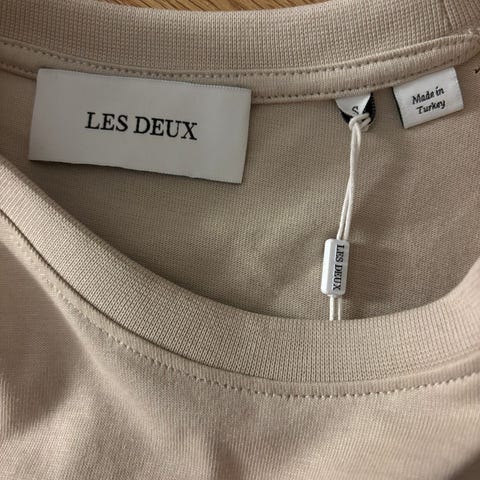 LES DEUX
S
Made in
Turkey
LES DEUX